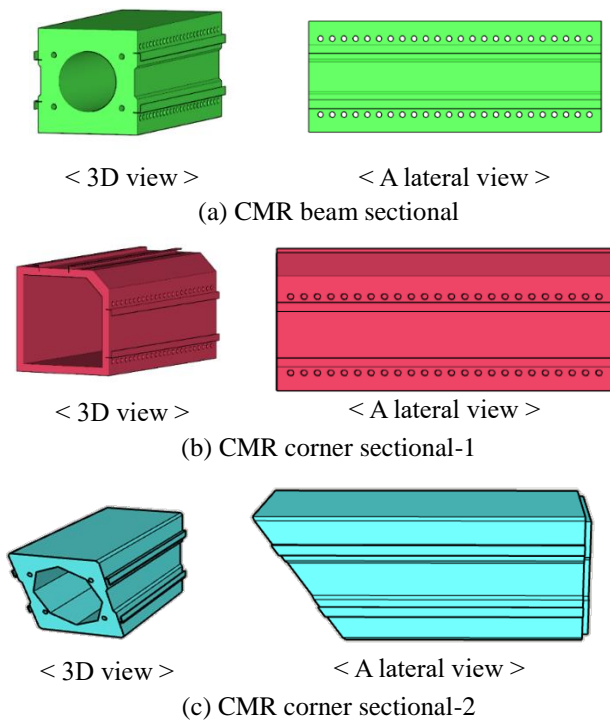 < 3D view > < A lateral view >
(a) CMR beam sectional
< 3D view > < A lateral view >
(b) CMR corner sectional-1
< 3D view > < A lateral view >
(c) CMR corner sectional-2